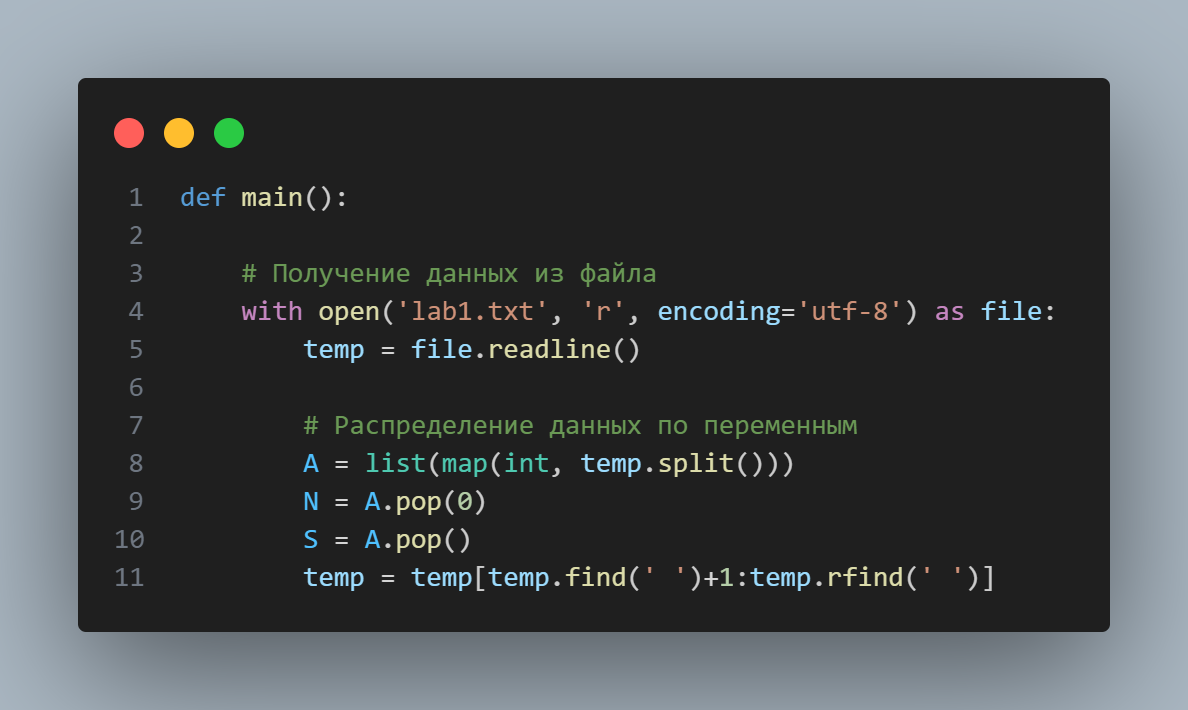 1 def main():
2
3     # Получение данных из файла
4     with open('lab1.txt', 'r', encoding='utf-8') as file:
5         temp = file.readline()
6
7         # Распределение данных по переменным
8         A = list(map(int, temp.split()))
9         N = A.pop(0)
10         S = A.pop()
11         temp = temp[temp.find(' ')+1:temp.rfind(' ')]